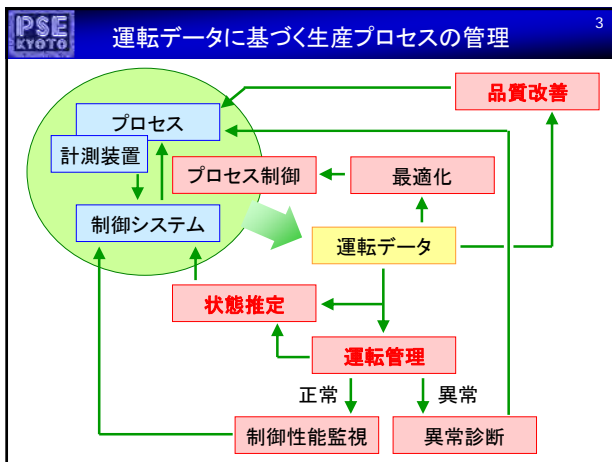 PSE
KYOTO
運転データに基づく生産プロセスの管理
3
品質改善
プロセス
計測装置
プロセス制御
最適化
制御システム
運転データ
状態推定
運転管理
正常
異常
制御性能監視
異常診断